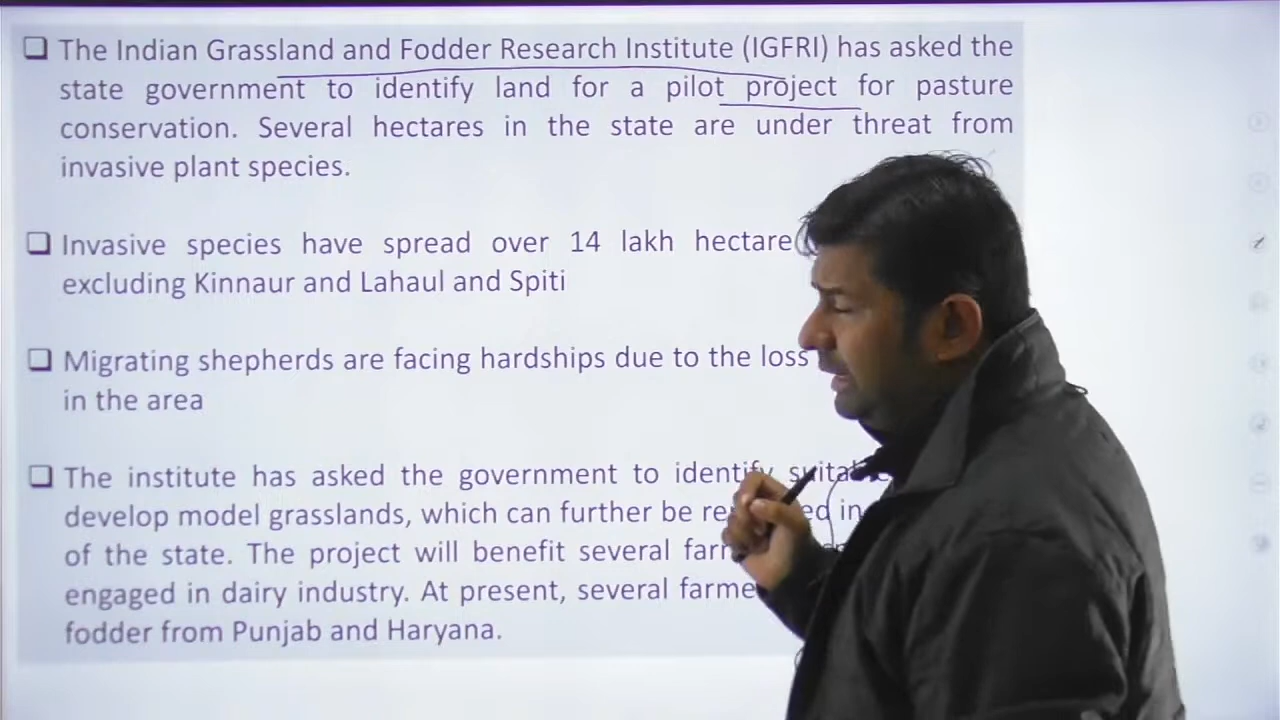 ❑ The Indian Grassland and Fodder Research Institute (IGFRI) has asked the
state government to identify land for a pilot project for pasture
conservation. Several hectares in the state are under threat from
invasive plant species.
❑ Invasive species have spread over 14 lakh hectare
excluding Kinnaur and Lahaul and Spiti
❑ Migrating shepherds are facing hardships due to the loss
in the area
❑ The institute has asked the government to identify
develop model grasslands, which can further be in
of the state. The project will benefit several
engaged in dairy industry. At present, several
fodder from Punjab and Haryana.